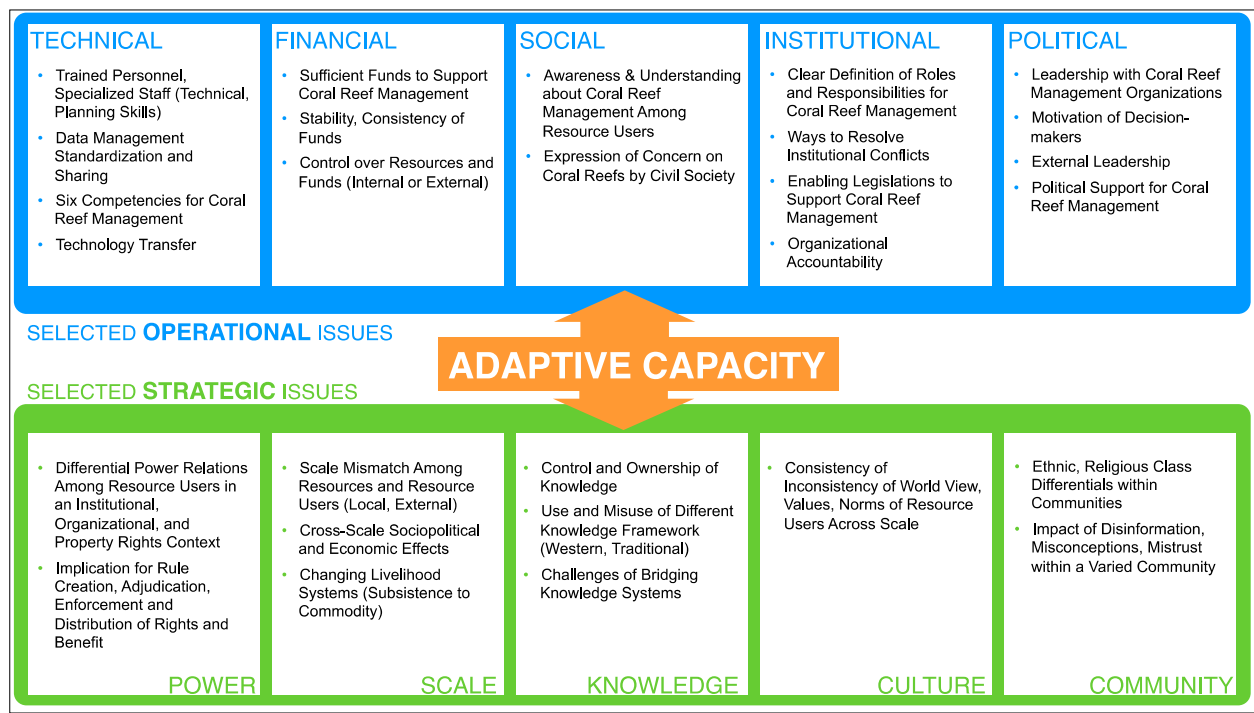 TECHNICAL
• Trained Personnel,
Specialized Staff (Technical,
Planning Skills)
• Data Management
Standardization and
Sharing
• Six Competencies for Coral
Reef Management
• Technology Transfer
FINANCIAL
• Sufficient Funds to Support
Coral Reef Management
• Stability, Consistency of
Funds
• Control over Resources and
Funds (Internal or External)
SOCIAL
• Awareness & Understanding
about Coral Reef
Management Among
Resource Users
• Expression of Concern on
Coral Reefs by Civil Society
INSTITUTIONAL
• Clear Definition of Roles
and Responsibilities for
Coral Reef Management
• Ways to Resolve
Institutional Conflicts
• Enabling Legislations to
Support Coral Reef
Management
• Organizational
Accountability
POLITICAL
• Leadership with Coral Reef
Management Organizations
• Motivation of Decision-
makers
• External Leadership
• Political Support for Coral
Reef Management
SELECTED OPERATIONAL ISSUES
ADAPTIVE CAPACITY
SELECTED STRATEGIC ISSUES
• Differential Power Relations
Among Resource Users in
an Institutional,
Organizational, and
Property Rights Context
• Implication for Rule
Creation, Adjudication,
Enforcement and
Distribution of Rights and
Benefit
POWER
• Scale Mismatch Among
Resources and Resource
Users (Local, External)
• Cross-Scale Sociopolitical
and Economic Effects
• Changing Livelihood
Systems (Subsistence to
Commodity)
SCALE
• Control and Ownership of
Knowledge
• Use and Misuse of Different
Knowledge Framework
(Western, Traditional)
• Challenges of Bridging
Knowledge Systems
KNOWLEDGE
• Consistency of
Inconsistency of World View,
Values, Norms of Resource
Users Across Scale
CULTURE
• Ethnic, Religious Class
Differentials within
Communities
• Impact of Disinformation,
Misconceptions, Mistrust
within a Varied Community
COMMUNITY